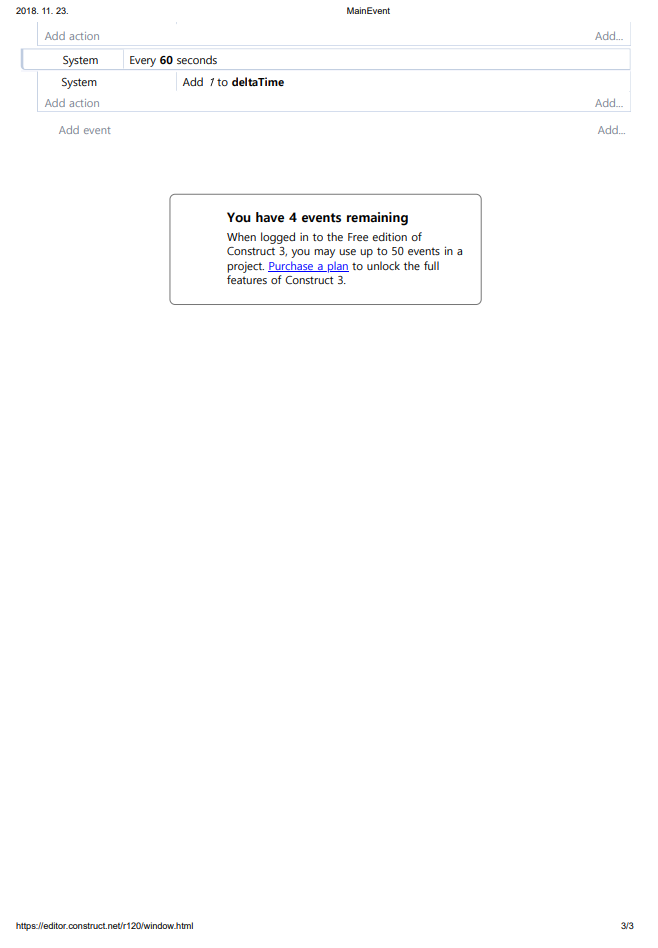 2018. 11. 23. MainEvent
Add action Add...
System Every 60 seconds
System Add 1 to deltaTime
Add action Add...
Add event Add...
You have 4 events remaining
When logged in to the Free edition of
Construct 3, you may use up to 50 events in a
project. Purchase a plan to unlock the full
features of Construct 3.
https://editor.construct.net/r120/window.html 3/3